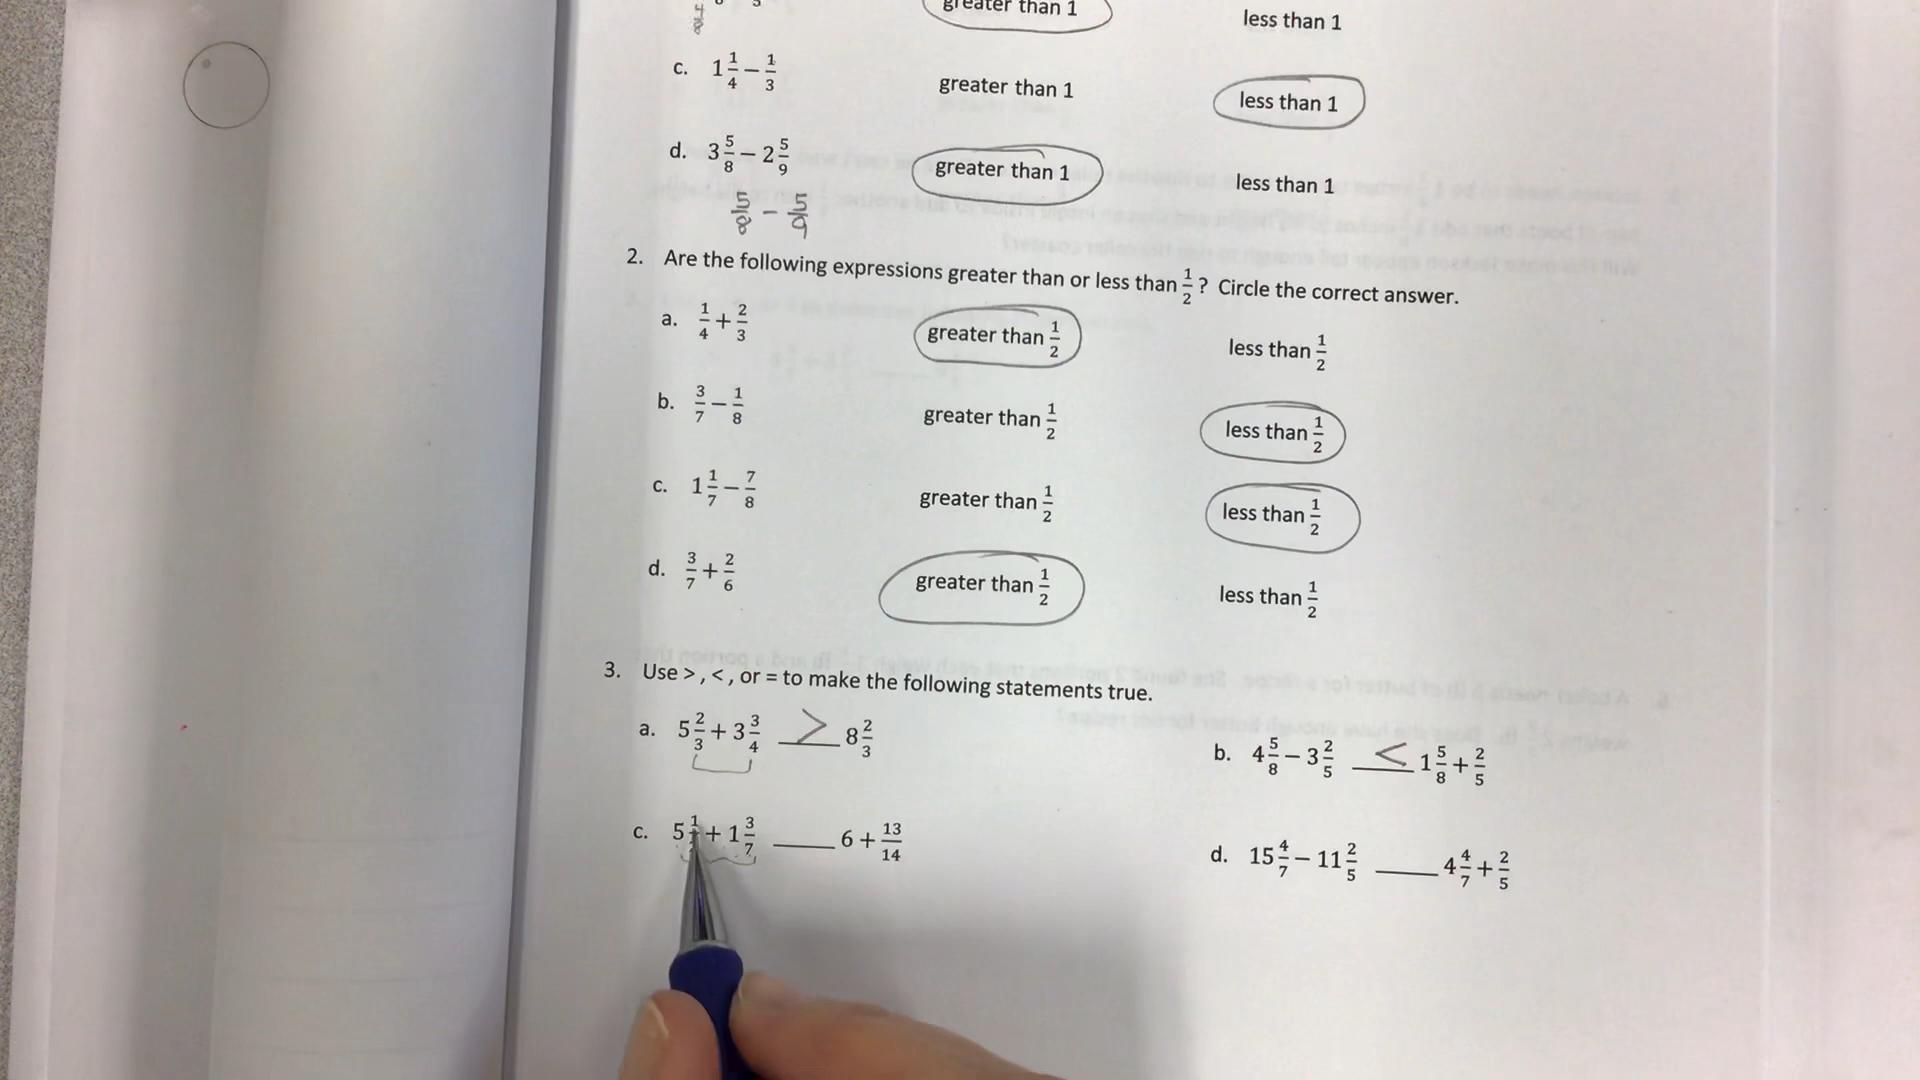 4/8
greater than 1 less than 1
c. 1 1/4 − 1/3 greater than 1 less than 1
d. 3 5/8 − 2 5/9 greater than 1 less than 1
5/8 − 5/9
2. Are the following expressions greater than or less than 1/2? Circle the correct answer.
a. 1/4 + 2/3 greater than 1/2 less than 1/2
b. 3/7 − 1/8 greater than 1/2 less than 1/2
c. 1 1/7 − 7/8 greater than 1/2 less than 1/2
d. 3/7 + 2/6 greater than 1/2 less than 1/2
3. Use >, <, or = to make the following statements true.
a. 5 2/3 + 3 3/4 > 8 2/3
b. 4 5/8 − 3 2/5 < 1 5/8 + 2/5
c. 5 + 1 3/7 ____ 6 + 13/14
d. 15 4/7 − 11 2/5 ____ 4 4/7 + 2/5